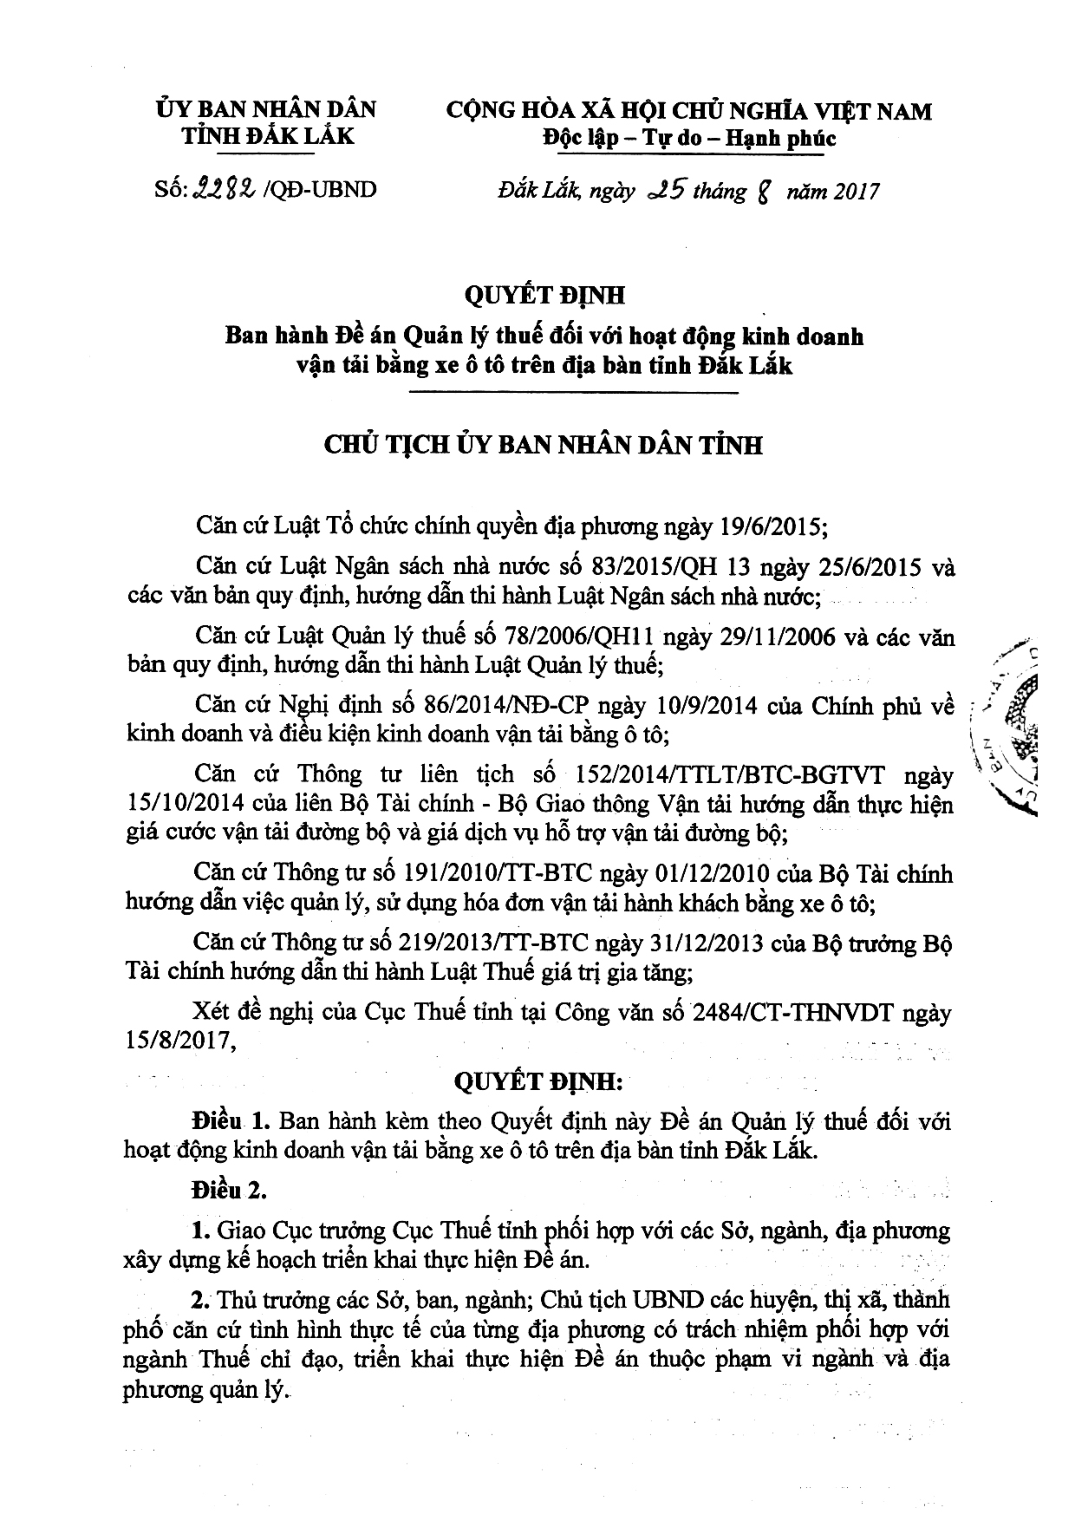 ỦY BAN NHÂN DÂN
TỈNH ĐẮK LẮK
CỘNG HÒA XÃ HỘI CHỦ NGHĨA VIỆT NAM
Độc lập – Tự do – Hạnh phúc
Số: 2282 /QĐ-UBND
Đắk Lắk, ngày 25 tháng 8 năm 2017
QUYẾT ĐỊNH
Ban hành Đề án Quản lý thuế đối với hoạt động kinh doanh
vận tải bằng xe ô tô trên địa bàn tỉnh Đắk Lắk
CHỦ TỊCH ỦY BAN NHÂN DÂN TỈNH
Căn cứ Luật Tổ chức chính quyền địa phương ngày 19/6/2015;
Căn cứ Luật Ngân sách nhà nước số 83/2015/QH 13 ngày 25/6/2015 và
các văn bản quy định, hướng dẫn thi hành Luật Ngân sách nhà nước;
Căn cứ Luật Quản lý thuế số 78/2006/QH11 ngày 29/11/2006 và các văn
bản quy định, hướng dẫn thi hành Luật Quản lý thuế;
Căn cứ Nghị định số 86/2014/NĐ-CP ngày 10/9/2014 của Chính phủ về
kinh doanh và điều kiện kinh doanh vận tải bằng ô tô;
Căn cứ Thông tư liên tịch số 152/2014/TTLT/BTC-BGTVT ngày
15/10/2014 của liên Bộ Tài chính - Bộ Giao thông Vận tải hướng dẫn thực hiện
giá cước vận tải đường bộ và giá dịch vụ hỗ trợ vận tải đường bộ;
Căn cứ Thông tư số 191/2010/TT-BTC ngày 01/12/2010 của Bộ Tài chính
hướng dẫn việc quản lý, sử dụng hóa đơn vận tải hành khách bằng xe ô tô;
Căn cứ Thông tư số 219/2013/TT-BTC ngày 31/12/2013 của Bộ trưởng Bộ
Tài chính hướng dẫn thi hành Luật Thuế giá trị gia tăng;
Xét đề nghị của Cục Thuế tỉnh tại Công văn số 2484/CT-THNVDT ngày
15/8/2017,
QUYẾT ĐỊNH:
Điều 1. Ban hành kèm theo Quyết định này Đề án Quản lý thuế đối với
hoạt động kinh doanh vận tải bằng xe ô tô trên địa bàn tỉnh Đắk Lắk.
Điều 2.
1. Giao Cục trưởng Cục Thuế tỉnh phối hợp với các Sở, ngành, địa phương
xây dựng kế hoạch triển khai thực hiện Đề án.
2. Thủ trưởng các Sở, ban, ngành; Chủ tịch UBND các huyện, thị xã, thành
phố căn cứ tình hình thực tế của từng địa phương có trách nhiệm phối hợp với
ngành Thuế chỉ đạo, triển khai thực hiện Đề án thuộc phạm vi ngành và địa
phương quản lý.